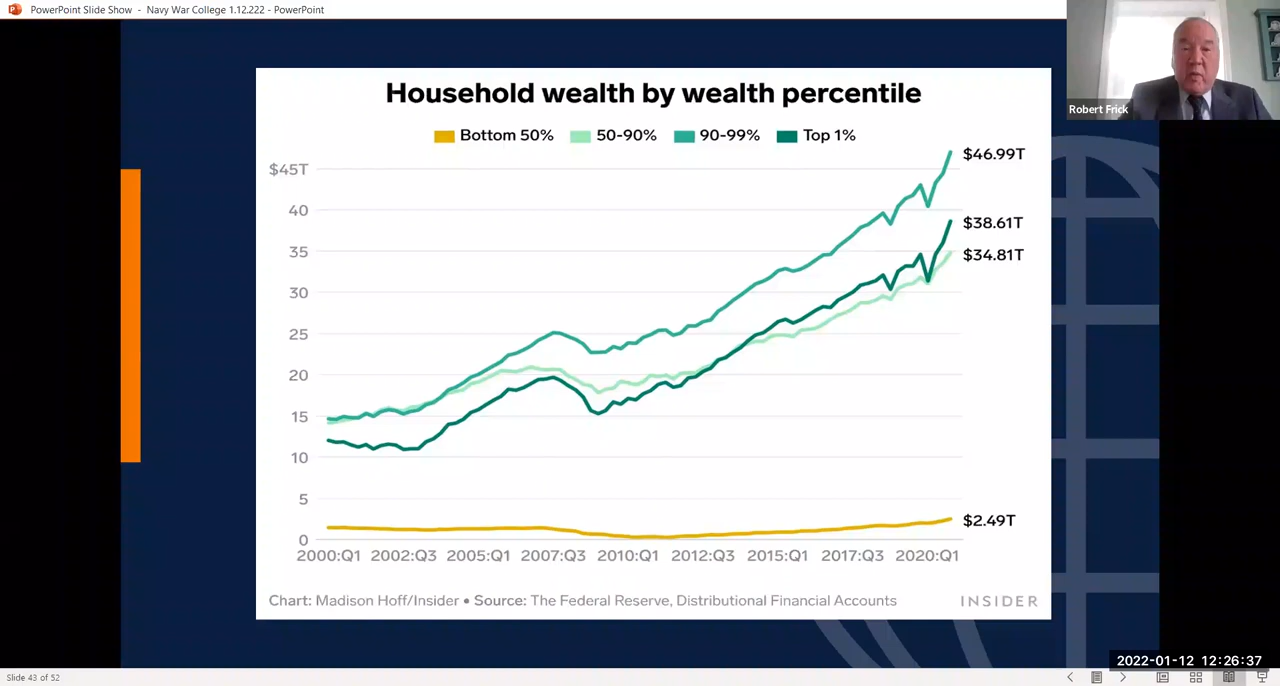 PowerPoint Slide Show - Navy War College 1.12.222 - PowerPoint
Robert Frick
Household wealth by wealth percentile
Bottom 50% 50-90% 90-99% Top 1%
$45T
40
35
30
25
20
15
10
5
0
$46.99T
$38.61T
$34.81T
$2.49T
2000:Q1 2002:Q3 2005:Q1 2007:Q3 2010:Q1 2012:Q3 2015:Q1 2017:Q3 2020:Q1
Chart: Madison Hoff/Insider • Source: The Federal Reserve, Distributional Financial Accounts
INSIDER
2022-01-12 12:26:37
Slide 43 of 52